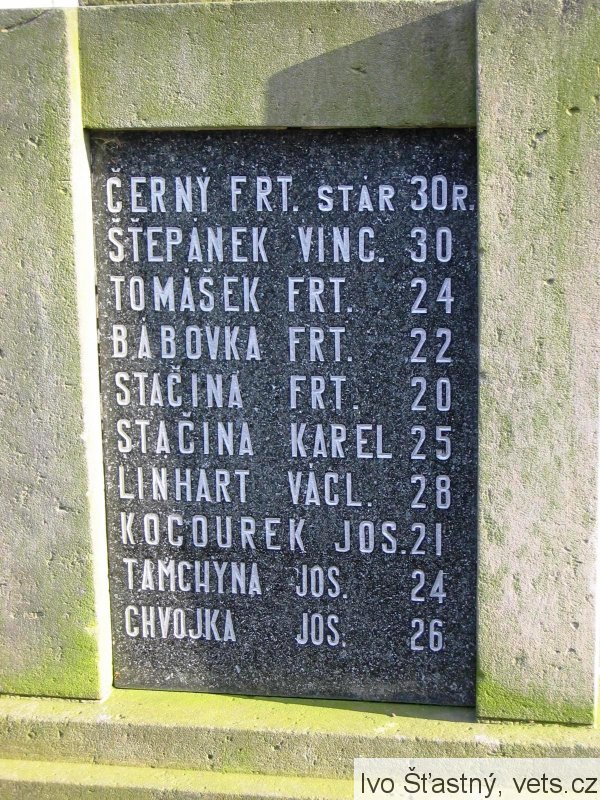 ČERNÝ FRT. STÁŘ 30R.
ŠTĚPÁNEK VINC. 30
TOMÁŠEK FRT. 24
BÁBOVKA FRT. 22
STAČINA FRT. 20
STAČINA KAREL 25
LINHART VÁCL. 28
KOCOUREK JOS. 21
TAMCHYNA JOS. 24
CHVOJKA JOS. 26
Ivo Šťastný, vets.cz